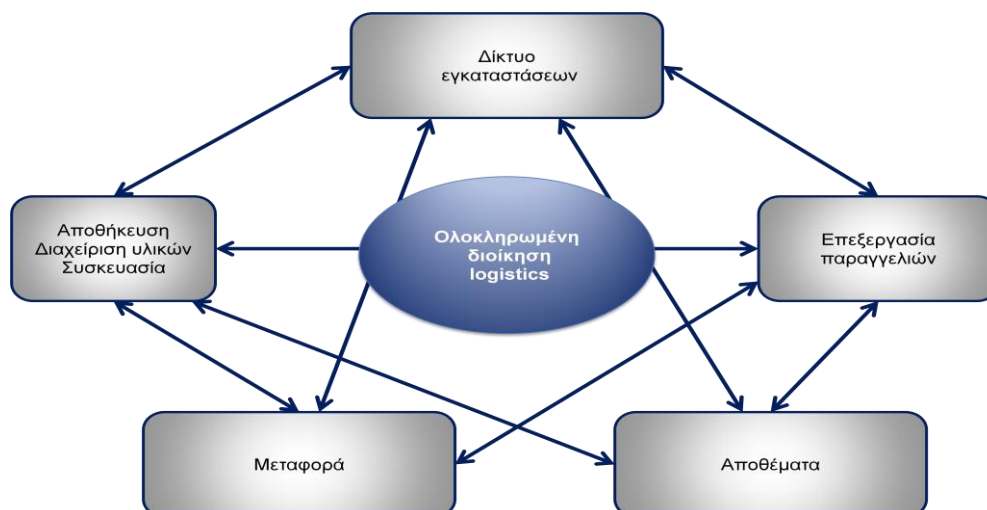 Δίκτυο
εγκαταστάσεων
Αποθήκευση
Διαχείριση υλικών
Συσκευασία
Ολοκληρωμένη
διοίκηση
logistics
Επεξεργασία
παραγγελιών
Μεταφορά
Αποθέματα